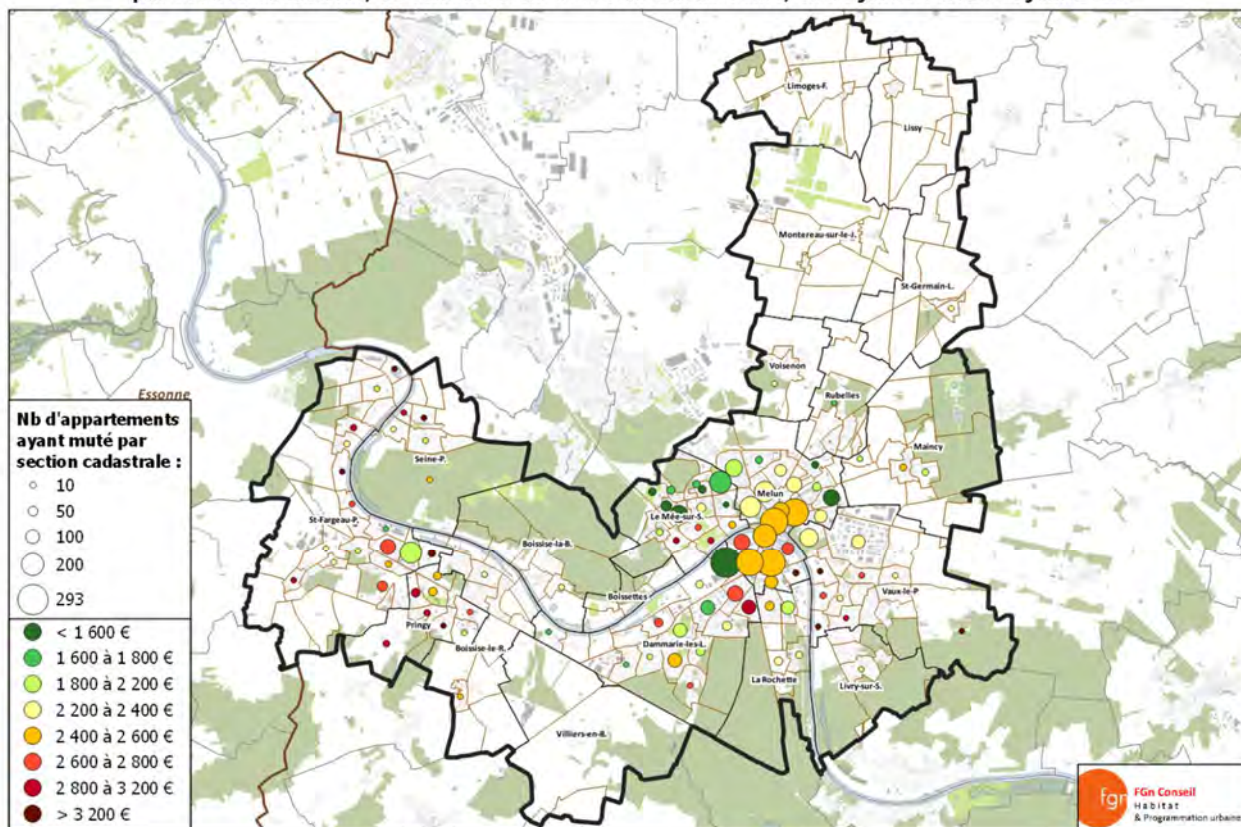 Essonne
Nb d'appartements
ayant muté par
section cadastrale :
10
50
100
200
293
< 1 600 €
1 600 à 1 800 €
1 800 à 2 200 €
2 200 à 2 400 €
2 400 à 2 600 €
2 600 à 2 800 €
2 800 à 3 200 €
> 3 200 €
Limoges-F.
Lissy
Montereau-sur-le-J.
St-Germain-L.
Voisenon
Rubelles
Maincy
Seine-P.
Melun
Le Mée-sur-S.
St-Fargeau-P.
Boissise-la-B.
Boissettes
Vaux-le-P
Pringy
Boissise-le-R.
Dammarie-les-L.
La Rochette
Livry-sur-S.
Villiers-en-B.
fgn
FGn Conseil
Habitat
& Programmation urbaine